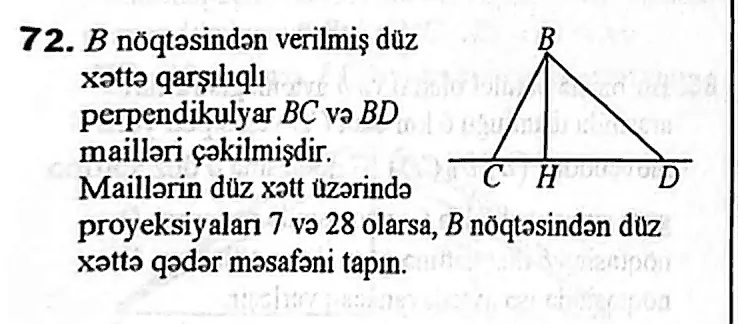 72. B nöqtəsindən verilmiş düz
xəttə qarşılıqlı
perpendikulyar BC və BD
mailləri çəkilmişdir.
Maillərin düz xətt üzərində
proyeksiyaları 7 və 28 olarsa, B nöqtəsindən düz
xəttə qədər məsafəni tapın.
B
C H D